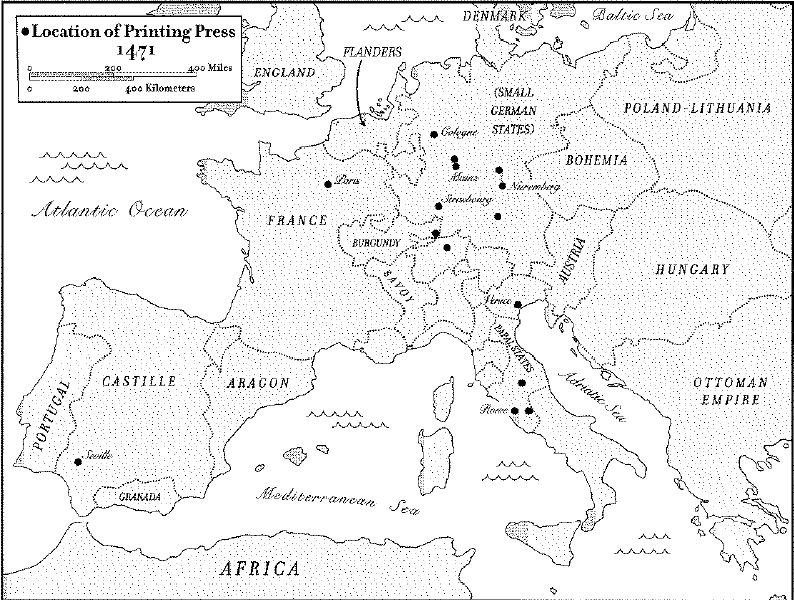 Location of Printing Press
1471
0 200 400 Miles
0 200 400 Kilometers
DENMARK
Baltic Sea
FLANDERS
ENGLAND
(SMALL
GERMAN
STATES)
POLAND-LITHUANIA
Cologne
BOHEMIA
Mainz
Nuremberg
Paris
Strasbourg
Atlantic Ocean
FRANCE
BURGUNDY
AUSTRIA
HUNGARY
SAVOY
Venice
PAPAL STATES
CASTILLE
ARAGON
PORTUGAL
Adriatic Sea
OTTOMAN
EMPIRE
Rome
Seville
GRANADA
Mediterranean Sea
AFRICA